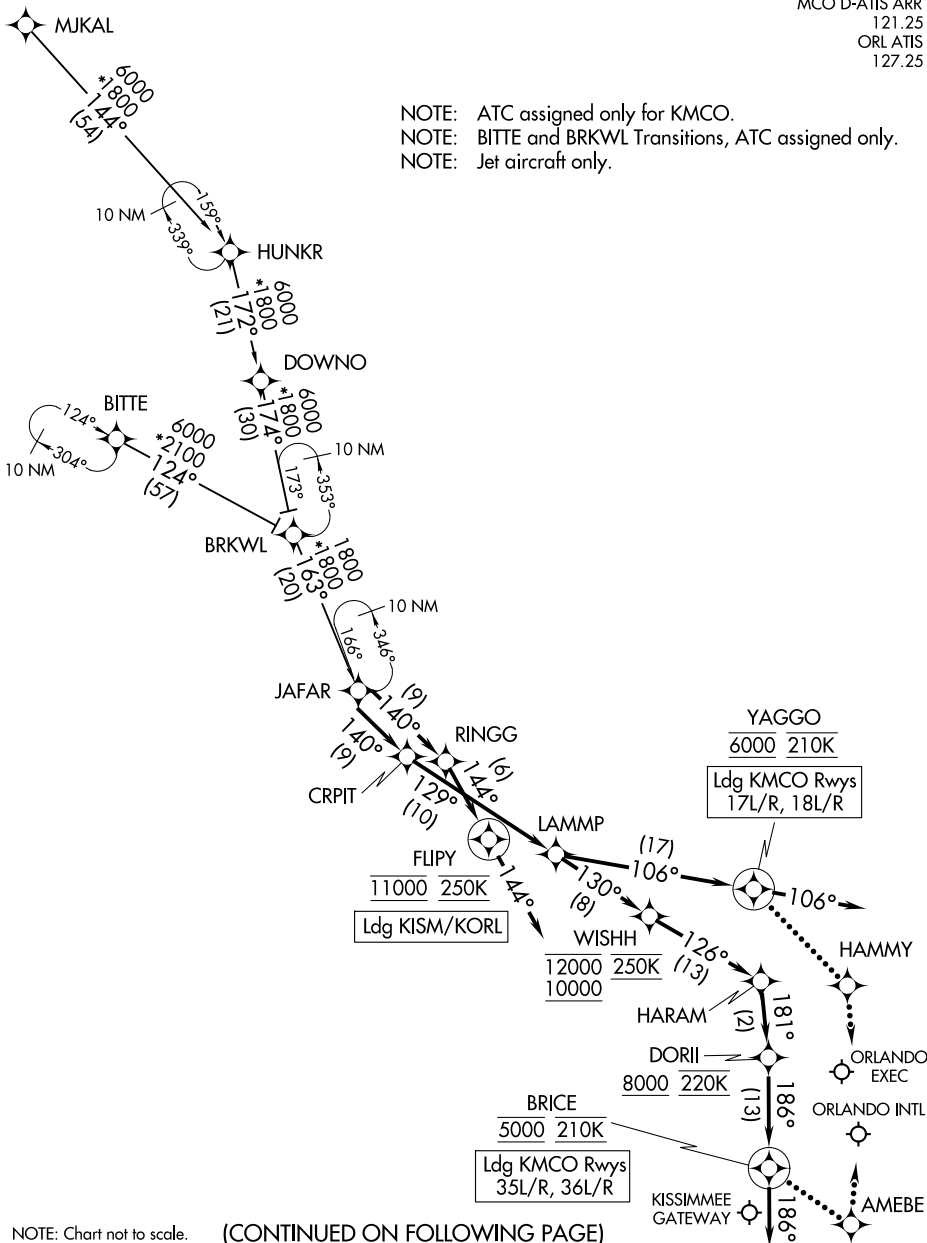 MCO D-ATIS ARR
121.25
ORL ATIS
127.25
MJKAL
6000
*1800
144°
(54)
NOTE: ATC assigned only for KMCO.
NOTE: BITTE and BRKWL Transitions, ATC assigned only.
NOTE: Jet aircraft only.
10 NM
159°
339°
HUNKR
6000
*1800
172°
(21)
DOWNO
6000
*1800
174°
(30)
BITTE
124°
304°
10 NM
6000
*2100
124°
(57)
10 NM
173°
353°
BRKWL
1800
*1800
163°
(20)
10 NM
166°
346°
JAFAR
(9)
140°
140°
(9)
RINGG
(6)
144°
CRPIT
129°
(10)
YAGGO
6000 210K
Ldg KMCO Rwys
17L/R, 18L/R
LAMMP
(17)
106°
106°
FLIPY
11000 250K
Ldg KISM/KORL
144°
130°
(8)
WISHH
12000 250K
10000
126°
(13)
HAMMY
HARAM
181°
(2)
DORII
8000 220K
ORLANDO
EXEC
186°
(13)
BRICE
5000 210K
Ldg KMCO Rwys
35L/R, 36L/R
ORLANDO INTL
KISSIMMEE
GATEWAY
186°
AMEBE
NOTE: Chart not to scale.
(CONTINUED ON FOLLOWING PAGE)